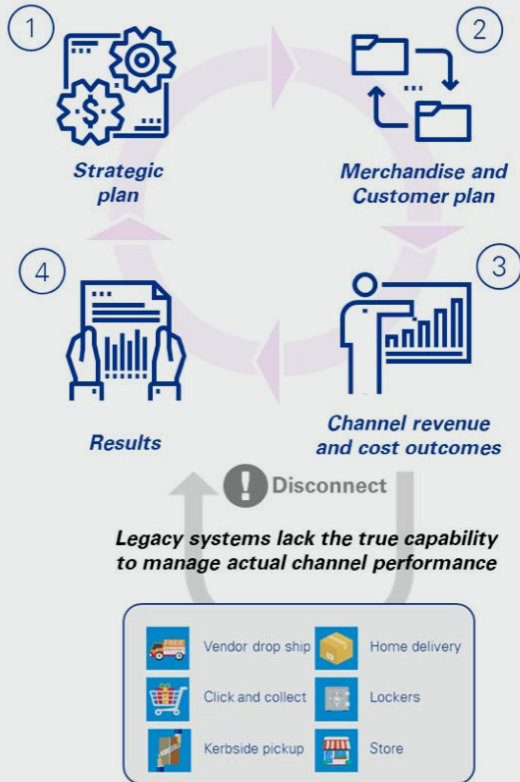 1
2
Strategic
plan
Merchandise and
Customer plan
4
3
Results
Channel revenue
and cost outcomes
! Disconnect
Legacy systems lack the true capability
to manage actual channel performance
FREE
Vendor drop ship
Home delivery
Click and collect
Lockers
Kerbside pickup
Store